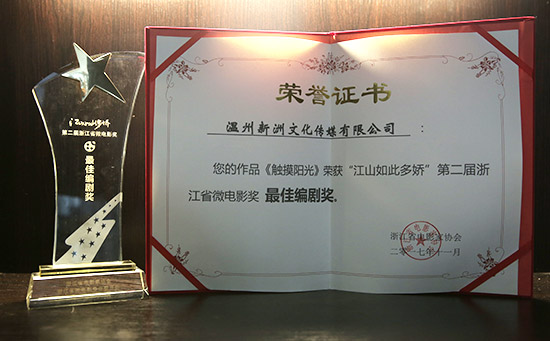 第二届浙江省微电影奖
最佳编剧奖
荣誉证书
温州新洲文化传媒有限公司 :
您的作品《触摸阳光》荣获“江山如此多娇”第二届浙
江省微电影奖 最佳编剧奖.
浙江省电影家协会
二〇一七年十一月